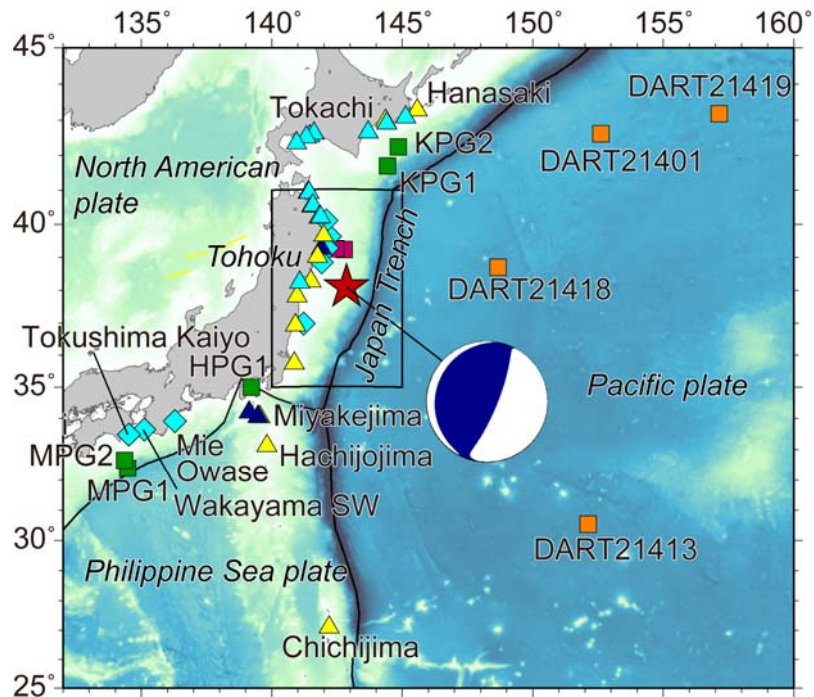 135°
140°
145°
150°
155°
160°
45°
40°
35°
30°
25°
DART21419
Hanasaki
Tokachi
KPG2
DART21401
KPG1
North American
plate
Tohoku
Japan Trench
DART21418
Tokushima Kaiyo
HPG1
Pacific plate
Miyakejima
Mie
Owase
Hachijojima
MPG2
MPG1
Wakayama SW
DART21413
Philippine Sea plate
Chichijima